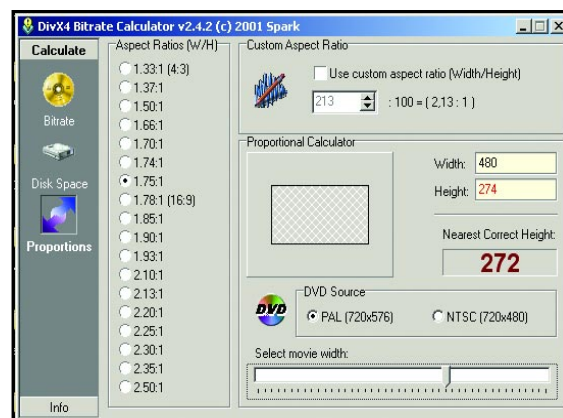 DivX4 Bitrate Calculator v2.4.2 (c) 2001 Spark
Calculate
Bitrate
Disk Space
Proportions
Info
Aspect Ratios (W/H)
1.33:1 (4:3)
1.37:1
1.50:1
1.66:1
1.70:1
1.74:1
1.75:1
1.78:1 (16:9)
1.85:1
1.90:1
1.93:1
2.10:1
2.13:1
2.20:1
2.25:1
2.30:1
2.35:1
2.50:1
Custom Aspect Ratio
Use custom aspect ratio (Width/Height)
213 : 100 = ( 2,13 : 1 )
Proportional Calculator
Width: 480
Height: 274
Nearest Correct Height:
272
DVD Source
DVD
PAL (720x576) NTSC (720x480)
Select movie width: